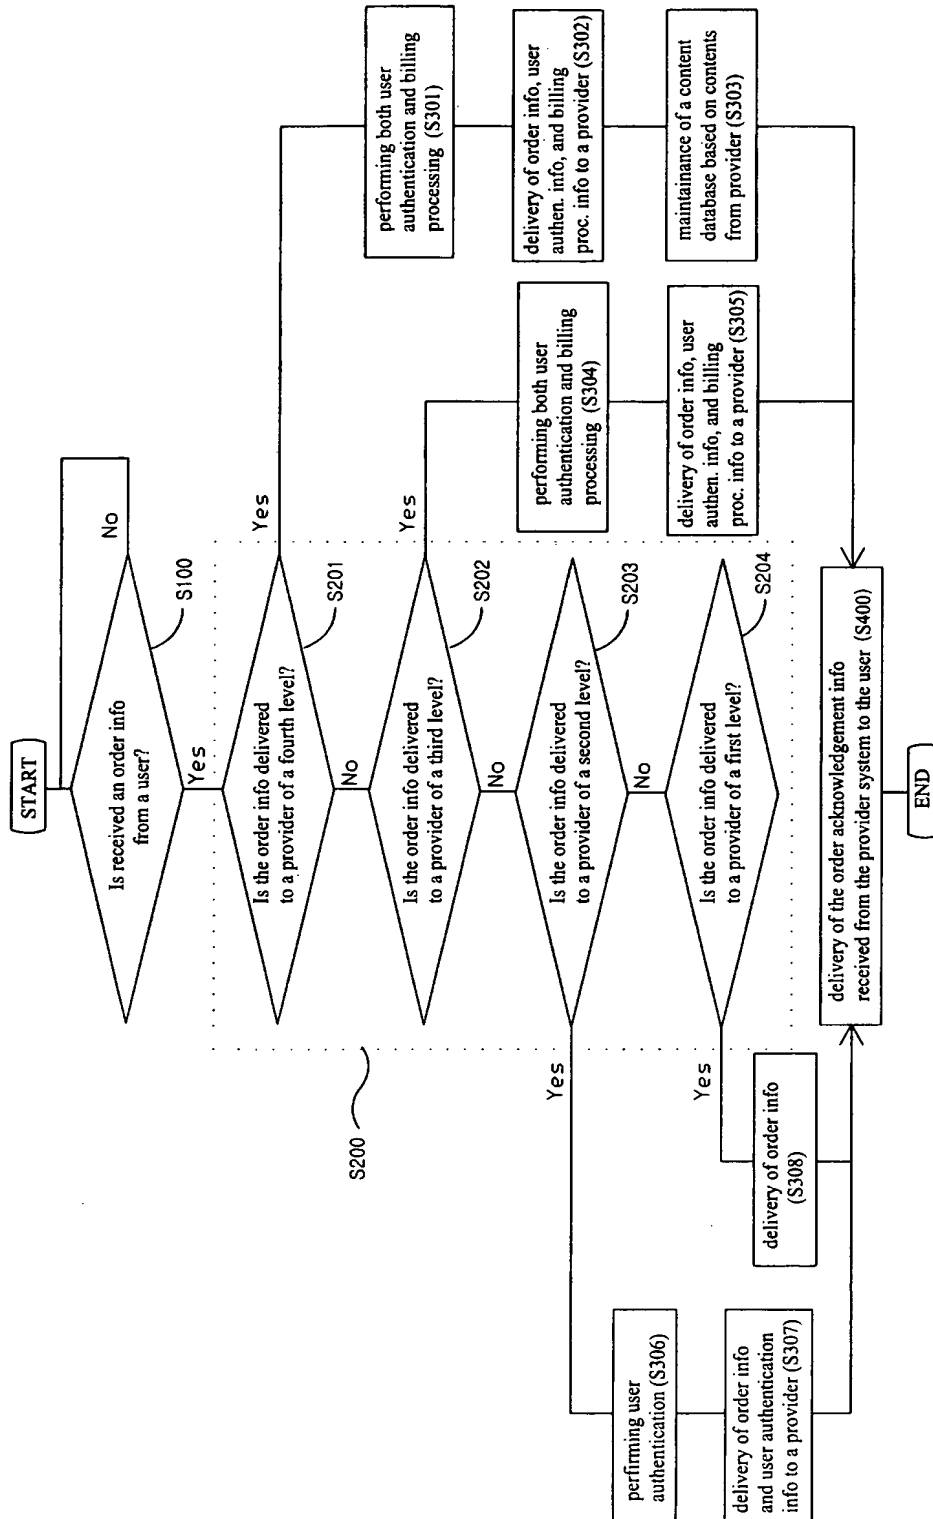 START
Is received an order info
from a user?
No
S100
Yes
S200
Is the order info delivered
to a provider of a fourth level?
Yes
S201
No
Is the order info delivered
to a provider of a third level?
Yes
S202
No
Is the order info delivered
to a provider of a second level?
Yes
S203
No
Is the order info delivered
to a provider of a first level?
Yes
S204
performing both user
authentication and billing
processing (S301)
delivery of order info, user
authen. info, and billing
proc. info to a provider (S302)
maintainance of a content
database based on contents
from provider (S303)
performing both user
authentication and billing
processing (S304)
delivery of order info, user
authen. info, and billing
proc. info to a provider (S305)
perfirming user
authentication (S306)
delivery of order info
and user authentication
info to a provider (S307)
delivery of order info
(S308)
delivery of the order acknowledgement info
received from the provider system to the user (S400)
END